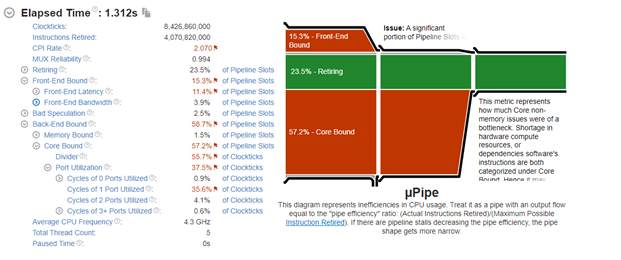 Elapsed Time: 1.312s
Clockticks: 8,426,860,000
Instructions Retired: 4,070,820,000
CPI Rate: 2.070
MUX Reliability: 0.994
Retiring: 23.5% of Pipeline Slots
Front-End Bound: 15.3% of Pipeline Slots
Front-End Latency: 11.4% of Pipeline Slots
Front-End Bandwidth: 3.9% of Pipeline Slots
Bad Speculation: 2.5% of Pipeline Slots
Back-End Bound: 58.7% of Pipeline Slots
Memory Bound: 1.5% of Pipeline Slots
Core Bound: 57.2% of Pipeline Slots
Divider: 55.7% of Clockticks
Port Utilization: 37.5% of Clockticks
Cycles of 0 Ports Utilized: 0.9% of Clockticks
Cycles of 1 Port Utilized: 35.6% of Clockticks
Cycles of 2 Ports Utilized: 4.1% of Clockticks
Cycles of 3+ Ports Utilized: 0.6% of Clockticks
Average CPU Frequency: 4.3 GHz
Total Thread Count: 5
Paused Time: 0s
15.3% - Front-End
Bound
23.5% - Retiring
57.2% - Core Bound
Issue: A significant
portion of Pipeline Slots
This metric represents
how much Core non-
memory issues were of a
bottleneck. Shortage in
hardware compute
resources, or
dependencies software's
instructions are both
categorized under Core
Bound. Hence it may
µPipe
This diagram represents inefficiencies in CPU usage. Treat it as a pipe with an output flow
equal to the "pipe efficiency" ratio: (Actual Instructions Retired)/(Maximum Possible
Instruction Retired). If there are pipeline stalls decreasing the pipe efficiency, the pipe
shape gets more narrow.